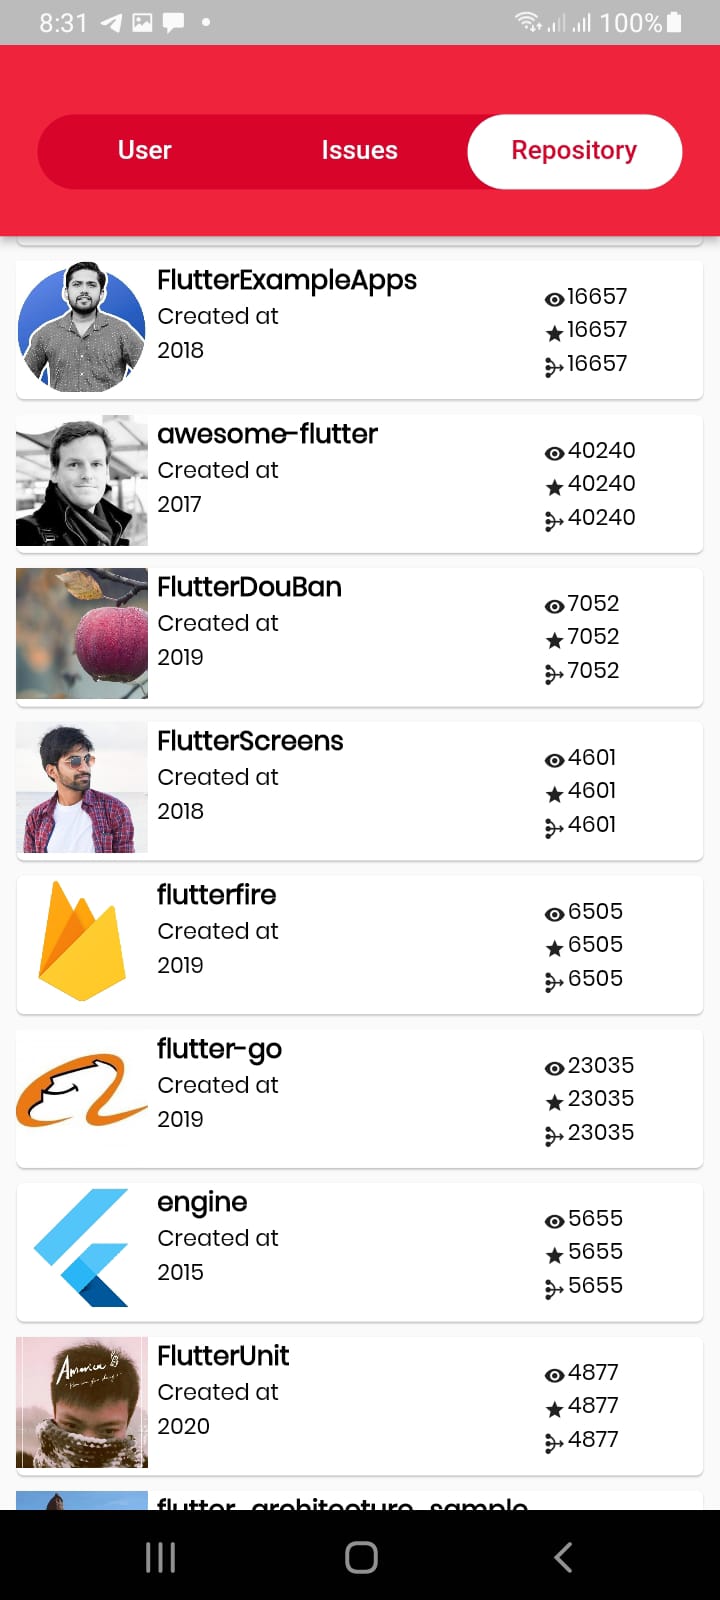 8:31 100%
User Issues Repository
FlutterExampleApps
Created at
2018
16657
16657
16657
awesome-flutter
Created at
2017
40240
40240
40240
FlutterDouBan
Created at
2019
7052
7052
7052
FlutterScreens
Created at
2018
4601
4601
4601
flutterfire
Created at
2019
6505
6505
6505
flutter-go
Created at
2019
23035
23035
23035
engine
Created at
2015
5655
5655
5655
America
FlutterUnit
Created at
2020
4877
4877
4877
flutter_architecture_sample